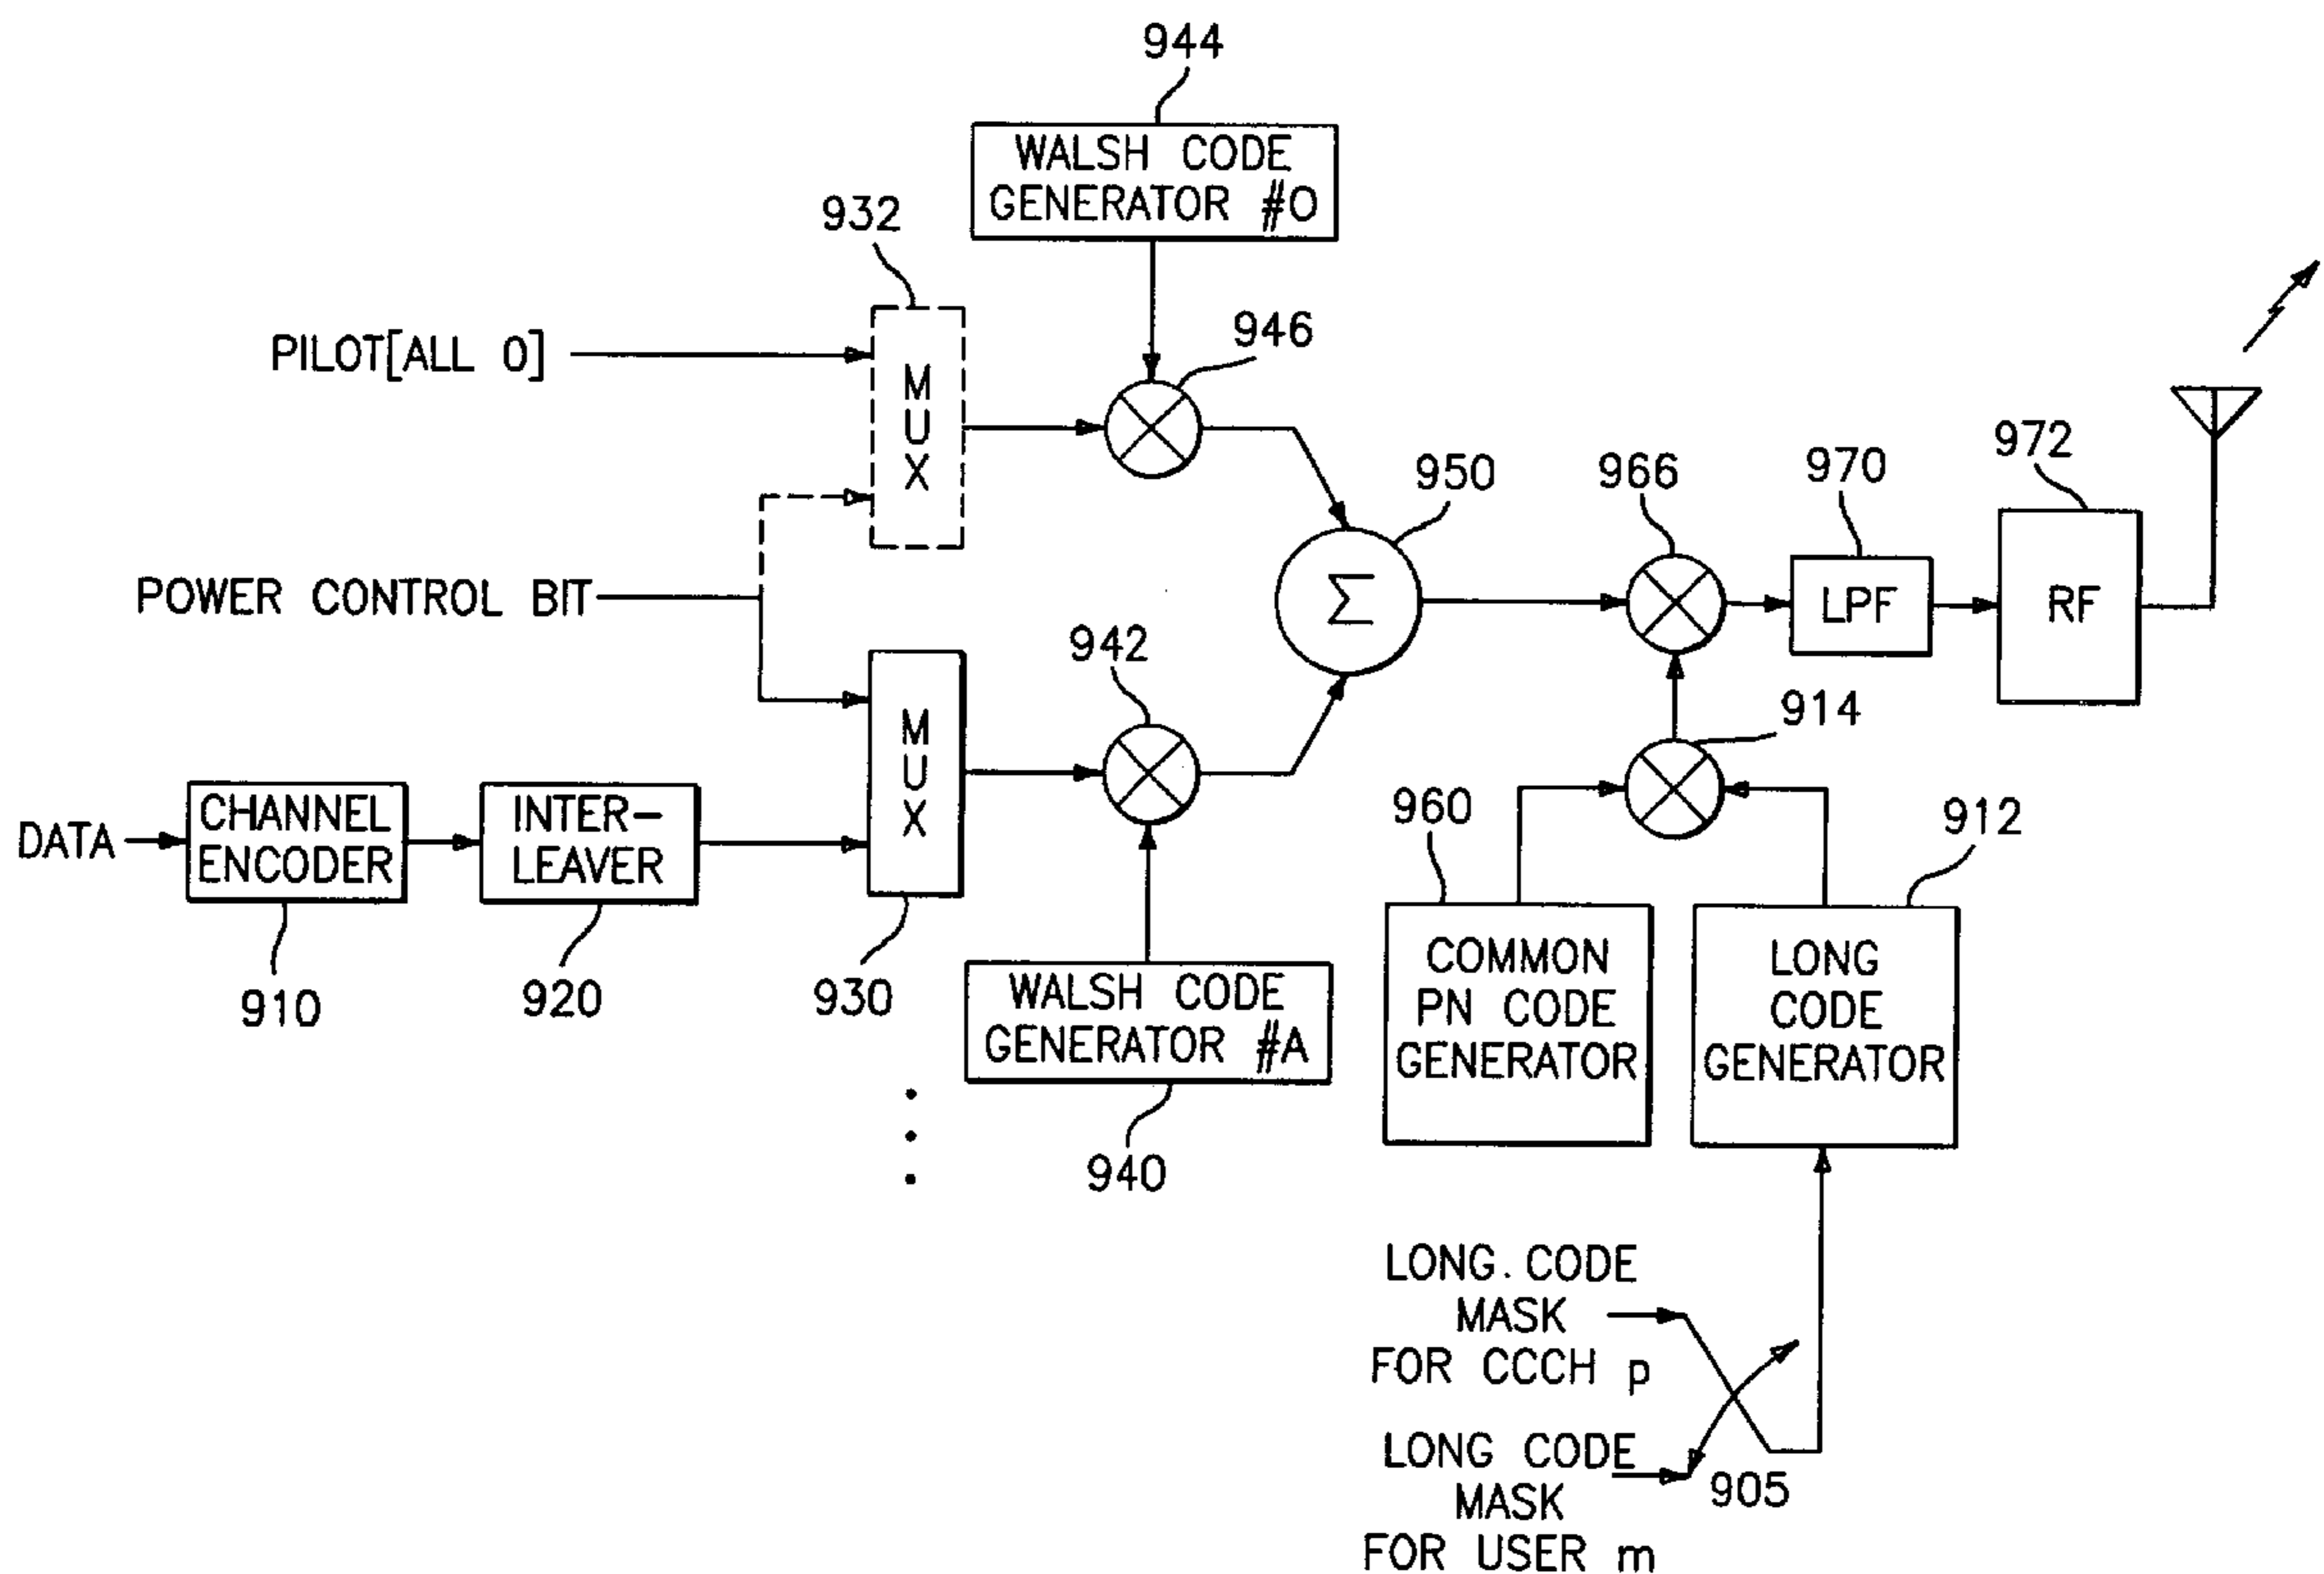 944
WALSH CODE
GENERATOR #0
932
946
PILOT[ALL 0]
M
U
X
972
950
966
970
POWER CONTROL BIT
Σ
LPF
RF
942
914
M
U
X
960
912
DATA
CHANNEL
ENCODER
INTER-
LEAVER
910
920
930
WALSH CODE
GENERATOR #A
940
COMMON
PN CODE
GENERATOR
LONG
CODE
GENERATOR
LONG. CODE
MASK
FOR CCCH p
LONG CODE
MASK
FOR USER m
905